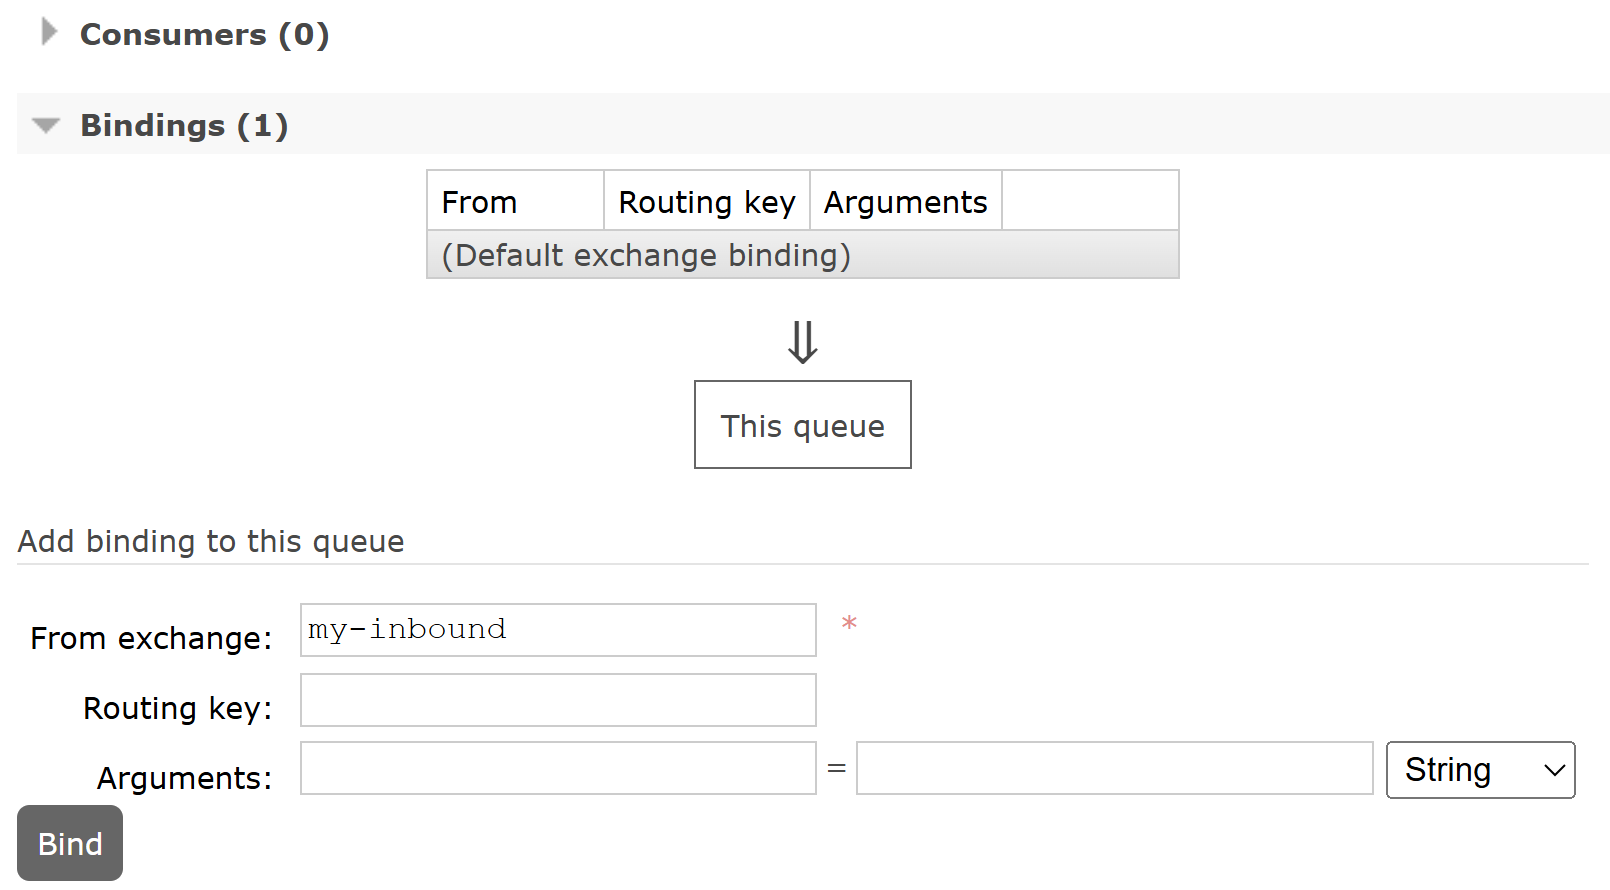 Consumers (0)
Bindings (1)
From Routing key Arguments
(Default exchange binding)
⇓
This queue
Add binding to this queue
From exchange: my-inbound *
Routing key:
Arguments: = String
Bind